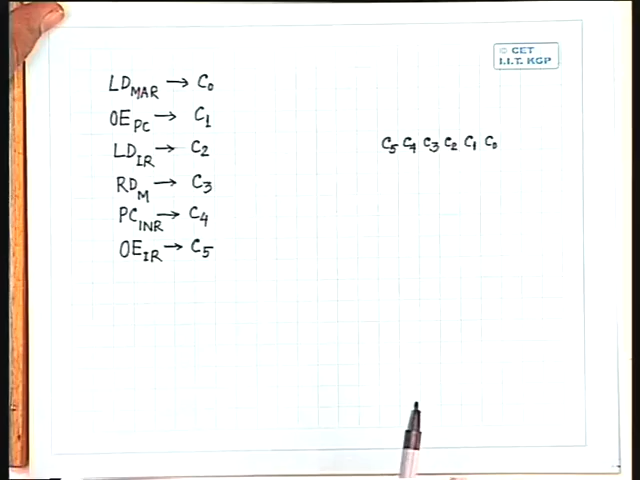 © CET
I.I.T. KGP
LD_MAR → C₀
OE_PC → C₁
C₅ C₄ C₃ C₂ C₁ C₀
LD_IR → C₂
RD_M → C₃
PC_INR → C₄
OE_IR → C₅